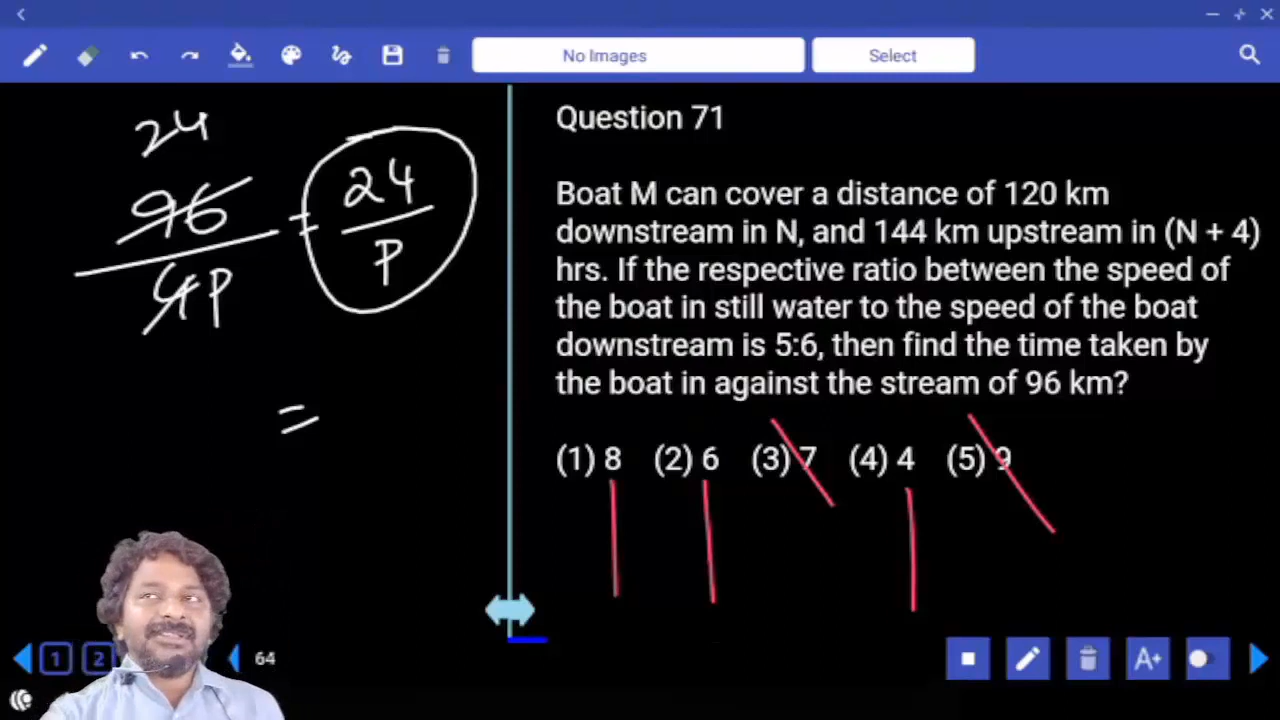 No Images
Select
24
96
4P
=
24
P
=
Question 71
Boat M can cover a distance of 120 km
downstream in N, and 144 km upstream in (N + 4)
hrs. If the respective ratio between the speed of
the boat in still water to the speed of the boat
downstream is 5:6, then find the time taken by
the boat in against the stream of 96 km?
(1) 8 (2) 6 (3) 7 (4) 4 (5) 9
1 2 64
A+